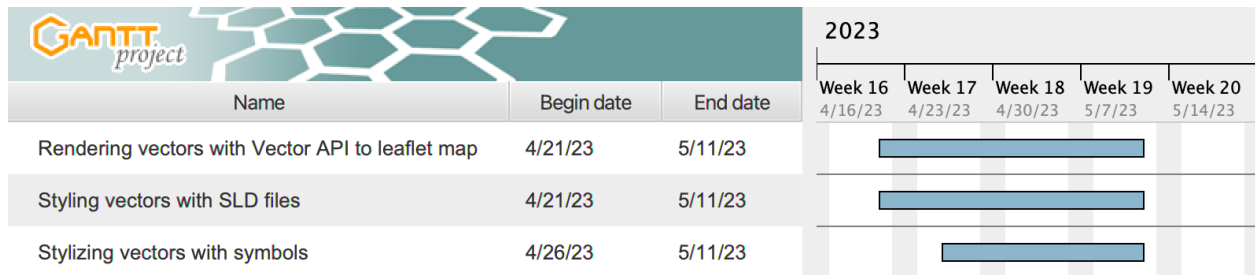 GANTT
project
2023
Week 16 Week 17 Week 18 Week 19 Week 20
4/16/23 4/23/23 4/30/23 5/7/23 5/14/23
Name Begin date End date
Rendering vectors with Vector API to leaflet map 4/21/23 5/11/23
Styling vectors with SLD files 4/21/23 5/11/23
Stylizing vectors with symbols 4/26/23 5/11/23